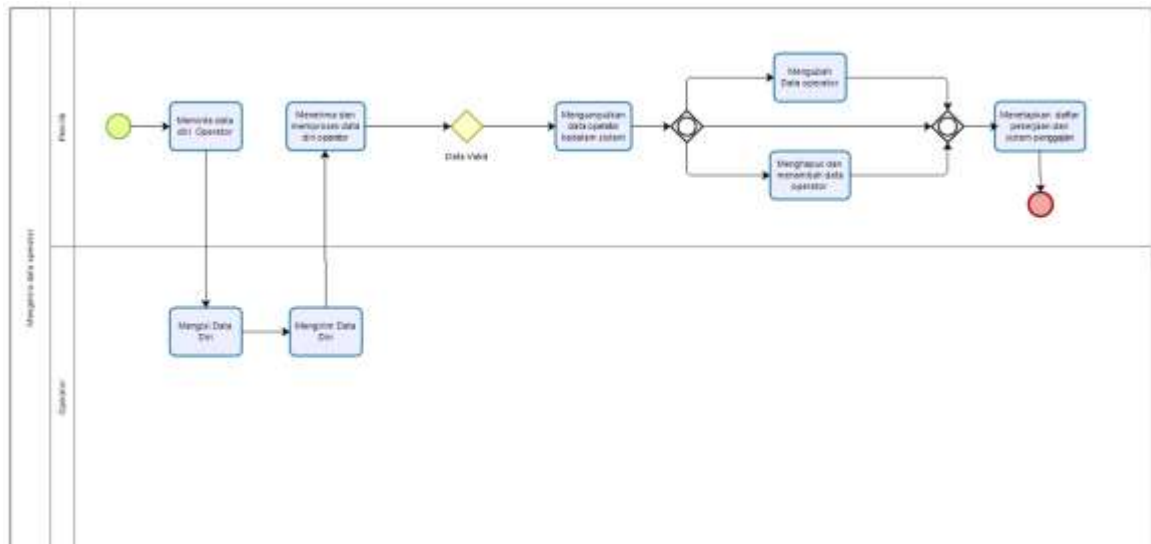 Mengelola data operator
Pemilik
Meminta data
diri Operator
Menerima dan
memproses data
diri operator
Data Valid
Mengumpulkan
data operator
kedalam sistem
Mengubah
Data operator
Menghapus dan
menambah data
operator
Menetapkan daftar
pekerjaan dan
sistem penggajian
Operator
Mengisi Data
Diri
Mengirim Data
Diri